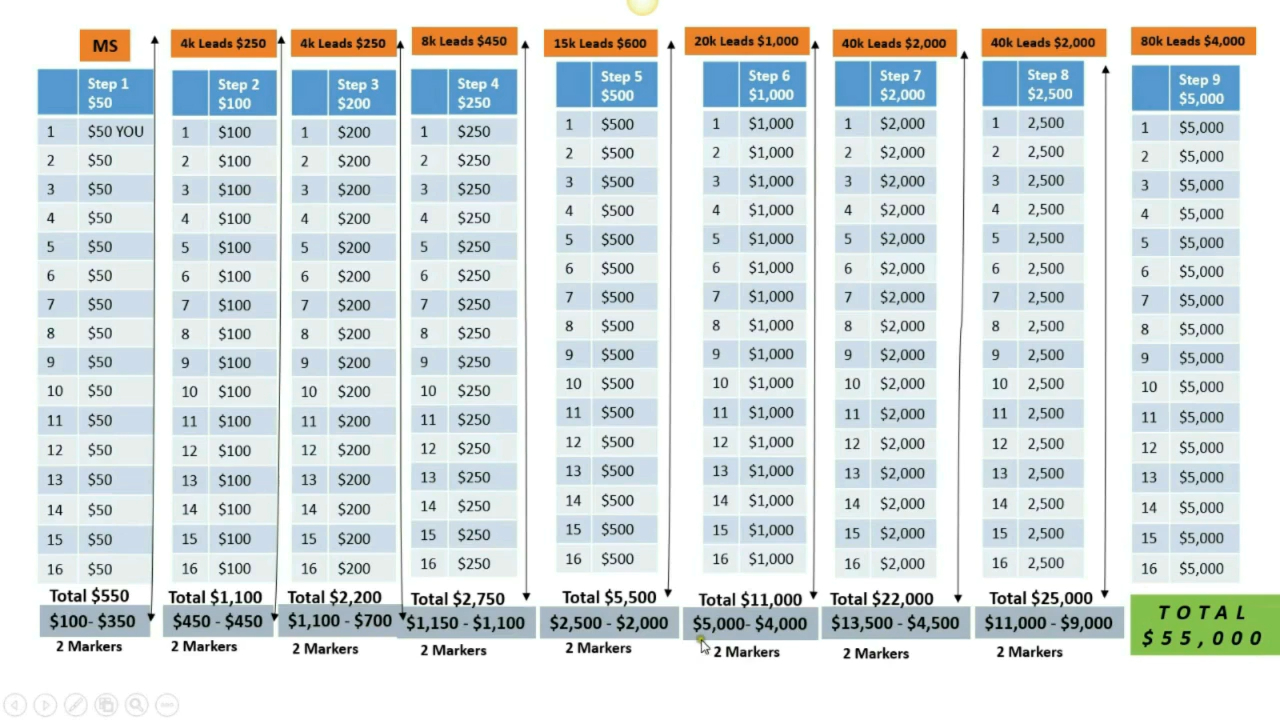 MS 4k Leads $250 4k Leads $250 8k Leads $450 15k Leads $600 20k Leads $1,000 40k Leads $2,000 40k Leads $2,000 80k Leads $4,000
Step 1 Step 2 Step 3 Step 4 Step 5 Step 6 Step 7 Step 8 Step 9
$50 $100 $200 $250 $500 $1,000 $2,000 $2,500 $5,000
1 $50 YOU 1 $100 1 $200 1 $250 1 $500 1 $1,000 1 $2,000 1 2,500 1 $5,000
2 $50 2 $100 2 $200 2 $250 2 $500 2 $1,000 2 $2,000 2 2,500 2 $5,000
3 $50 3 $100 3 $200 3 $250 3 $500 3 $1,000 3 $2,000 3 2,500 3 $5,000
4 $50 4 $100 4 $200 4 $250 4 $500 4 $1,000 4 $2,000 4 2,500 4 $5,000
5 $50 5 $100 5 $200 5 $250 5 $500 5 $1,000 5 $2,000 5 2,500 5 $5,000
6 $50 6 $100 6 $200 6 $250 6 $500 6 $1,000 6 $2,000 6 2,500 6 $5,000
7 $50 7 $100 7 $200 7 $250 7 $500 7 $1,000 7 $2,000 7 2,500 7 $5,000
8 $50 8 $100 8 $200 8 $250 8 $500 8 $1,000 8 $2,000 8 2,500 8 $5,000
9 $50 9 $100 9 $200 9 $250 9 $500 9 $1,000 9 $2,000 9 2,500 9 $5,000
10 $50 10 $100 10 $200 10 $250 10 $500 10 $1,000 10 $2,000 10 2,500 10 $5,000
11 $50 11 $100 11 $200 11 $250 11 $500 11 $1,000 11 $2,000 11 2,500 11 $5,000
12 $50 12 $100 12 $200 12 $250 12 $500 12 $1,000 12 $2,000 12 2,500 12 $5,000
13 $50 13 $100 13 $200 13 $250 13 $500 13 $1,000 13 $2,000 13 2,500 13 $5,000
14 $50 14 $100 14 $200 14 $250 14 $500 14 $1,000 14 $2,000 14 2,500 14 $5,000
15 $50 15 $100 15 $200 15 $250 15 $500 15 $1,000 15 $2,000 15 2,500 15 $5,000
16 $50 16 $100 16 $200 16 $250 16 $500 16 $1,000 16 $2,000 16 2,500 16 $5,000
Total $550 Total $1,100 Total $2,200 Total $2,750 Total $5,500 Total $11,000 Total $22,000 Total $25,000 TOTAL
$100- $350 $450 - $450 $1,100 - $700 $1,150 - $1,100 $2,500 - $2,000 $5,000- $4,000 $13,500 - $4,500 $11,000 - $9,000 $55,000
2 Markers 2 Markers 2 Markers 2 Markers 2 Markers 2 Markers 2 Markers 2 Markers